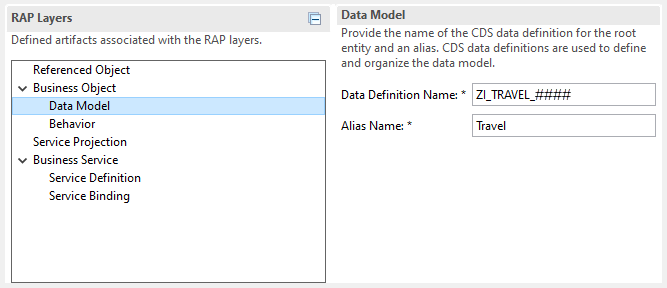 RAP Layers
Defined artifacts associated with the RAP layers.
Referenced Object
Business Object
Data Model
Behavior
Service Projection
Business Service
Service Definition
Service Binding
Data Model
Provide the name of the CDS data definition for the root
entity and an alias. CDS data definitions are used to define
and organize the data model.
Data Definition Name: * ZI_TRAVEL_####
Alias Name: * Travel